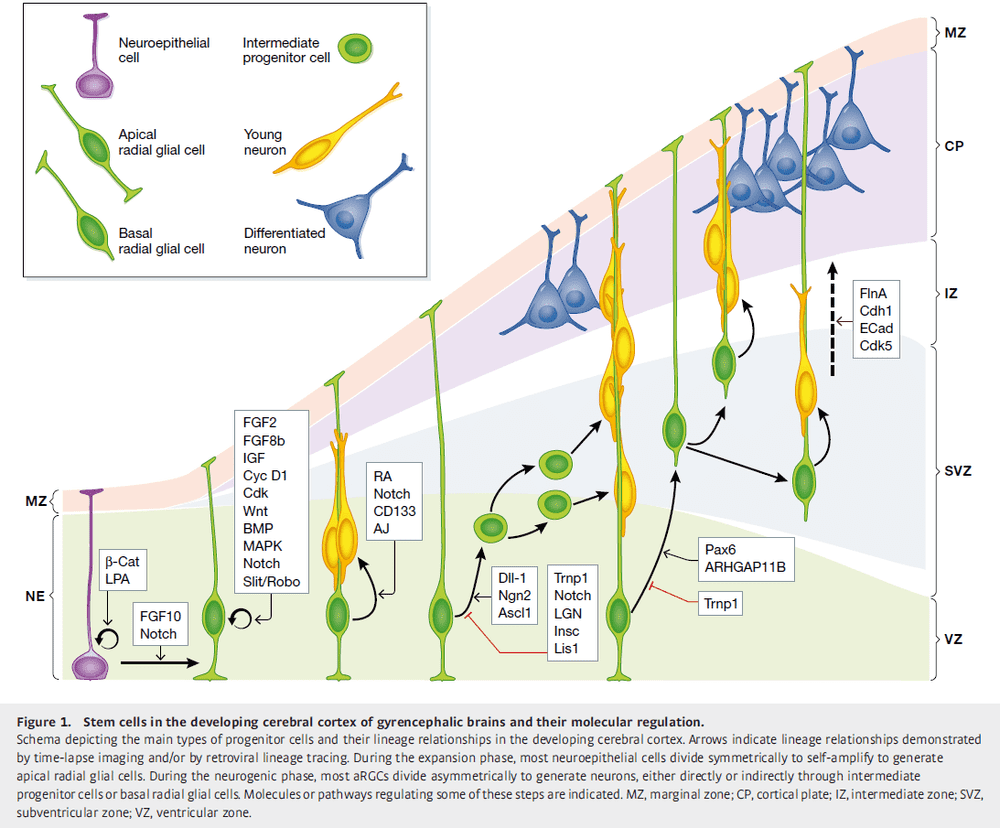 Neuroepithelial
cell
Intermediate
progenitor cell
Apical
radial glial cell
Young
neuron
Basal
radial glial cell
Differentiated
neuron
MZ
CP
IZ
SVZ
VZ
MZ
NE
β-Cat
LPA
FGF10
Notch
FGF2
FGF8b
IGF
Cyc D1
Cdk
Wnt
BMP
MAPK
Notch
Slit/Robo
RA
Notch
CD133
AJ
Dll-1
Ngn2
Ascl1
Trnp1
Notch
LGN
Insc
Lis1
Pax6
ARHGAP11B
Trnp1
FlnA
Cdh1
ECad
Cdk5
Figure 1. Stem cells in the developing cerebral cortex of gyrencephalic brains and their molecular regulation.
Schema depicting the main types of progenitor cells and their lineage relationships in the developing cerebral cortex. Arrows indicate lineage relationships demonstrated
by time-lapse imaging and/or by retroviral lineage tracing. During the expansion phase, most neuroepithelial cells divide symmetrically to self-amplify to generate
apical radial glial cells. During the neurogenic phase, most aRGCs divide asymmetrically to generate neurons, either directly or indirectly through intermediate
progenitor cells or basal radial glial cells. Molecules or pathways regulating some of these steps are indicated. MZ, marginal zone; CP, cortical plate; IZ, intermediate zone; SVZ,
subventricular zone; VZ, ventricular zone.